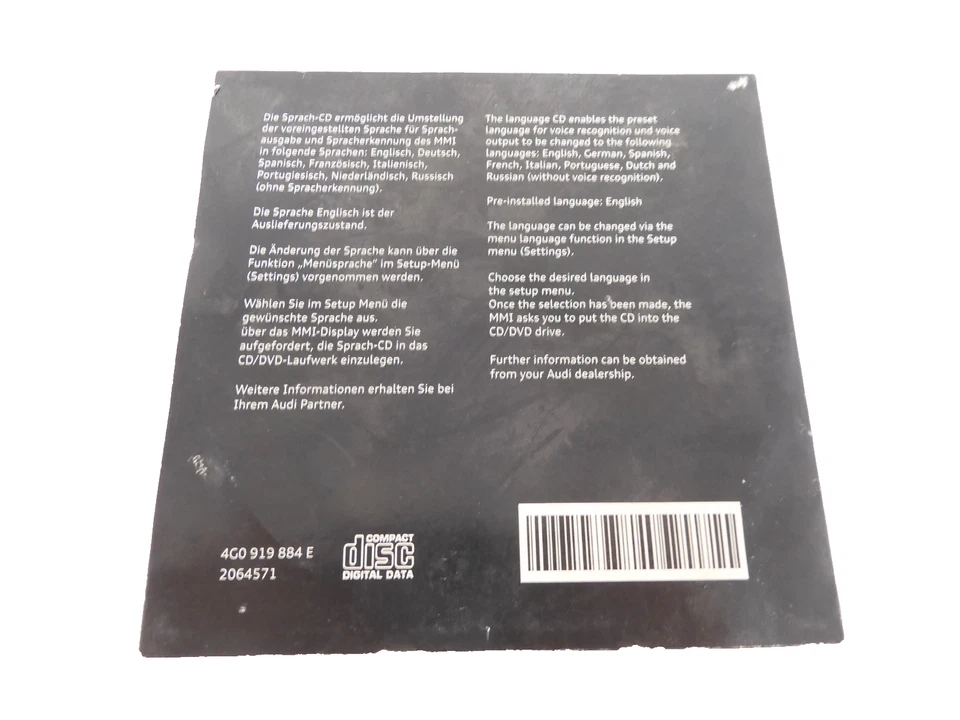 Die Sprach-CD ermöglicht die Umstellung
der voreingestellten Sprache für Sprach-
ausgabe und Spracherkennung des MMI
in folgende Sprachen: Englisch, Deutsch,
Spanisch, Französisch, Italienisch,
Portugiesisch, Niederländisch, Russisch
(ohne Spracherkennung).
Die Sprache Englisch ist der
Auslieferungszustand.
Die Änderung der Sprache kann über die
Funktion „Menüsprache“ im Setup-Menü
(Settings) vorgenommen werden.
Wählen Sie im Setup Menü die
gewünschte Sprache aus.
über das MMI-Display werden Sie
aufgefordert, die Sprach-CD in das
CD/DVD-Laufwerk einzulegen.
Weitere Informationen erhalten Sie bei
Ihrem Audi Partner.
The language CD enables the preset
language for voice recognition und voice
output to be changed to the following
languages: English, German, Spanish,
French, Italian, Portuguese, Dutch and
Russian (without voice recognition).
Pre-installed language: English
The language can be changed via the
menu language function in the Setup
menu (Settings).
Choose the desired language in
the setup menu.
Once the selection has been made, the
MMI asks you to put the CD into the
CD/DVD drive.
Further information can be obtained
from your Audi dealership.
4G0 919 884 E
2064571
COMPACT
disc
DIGITAL DATA